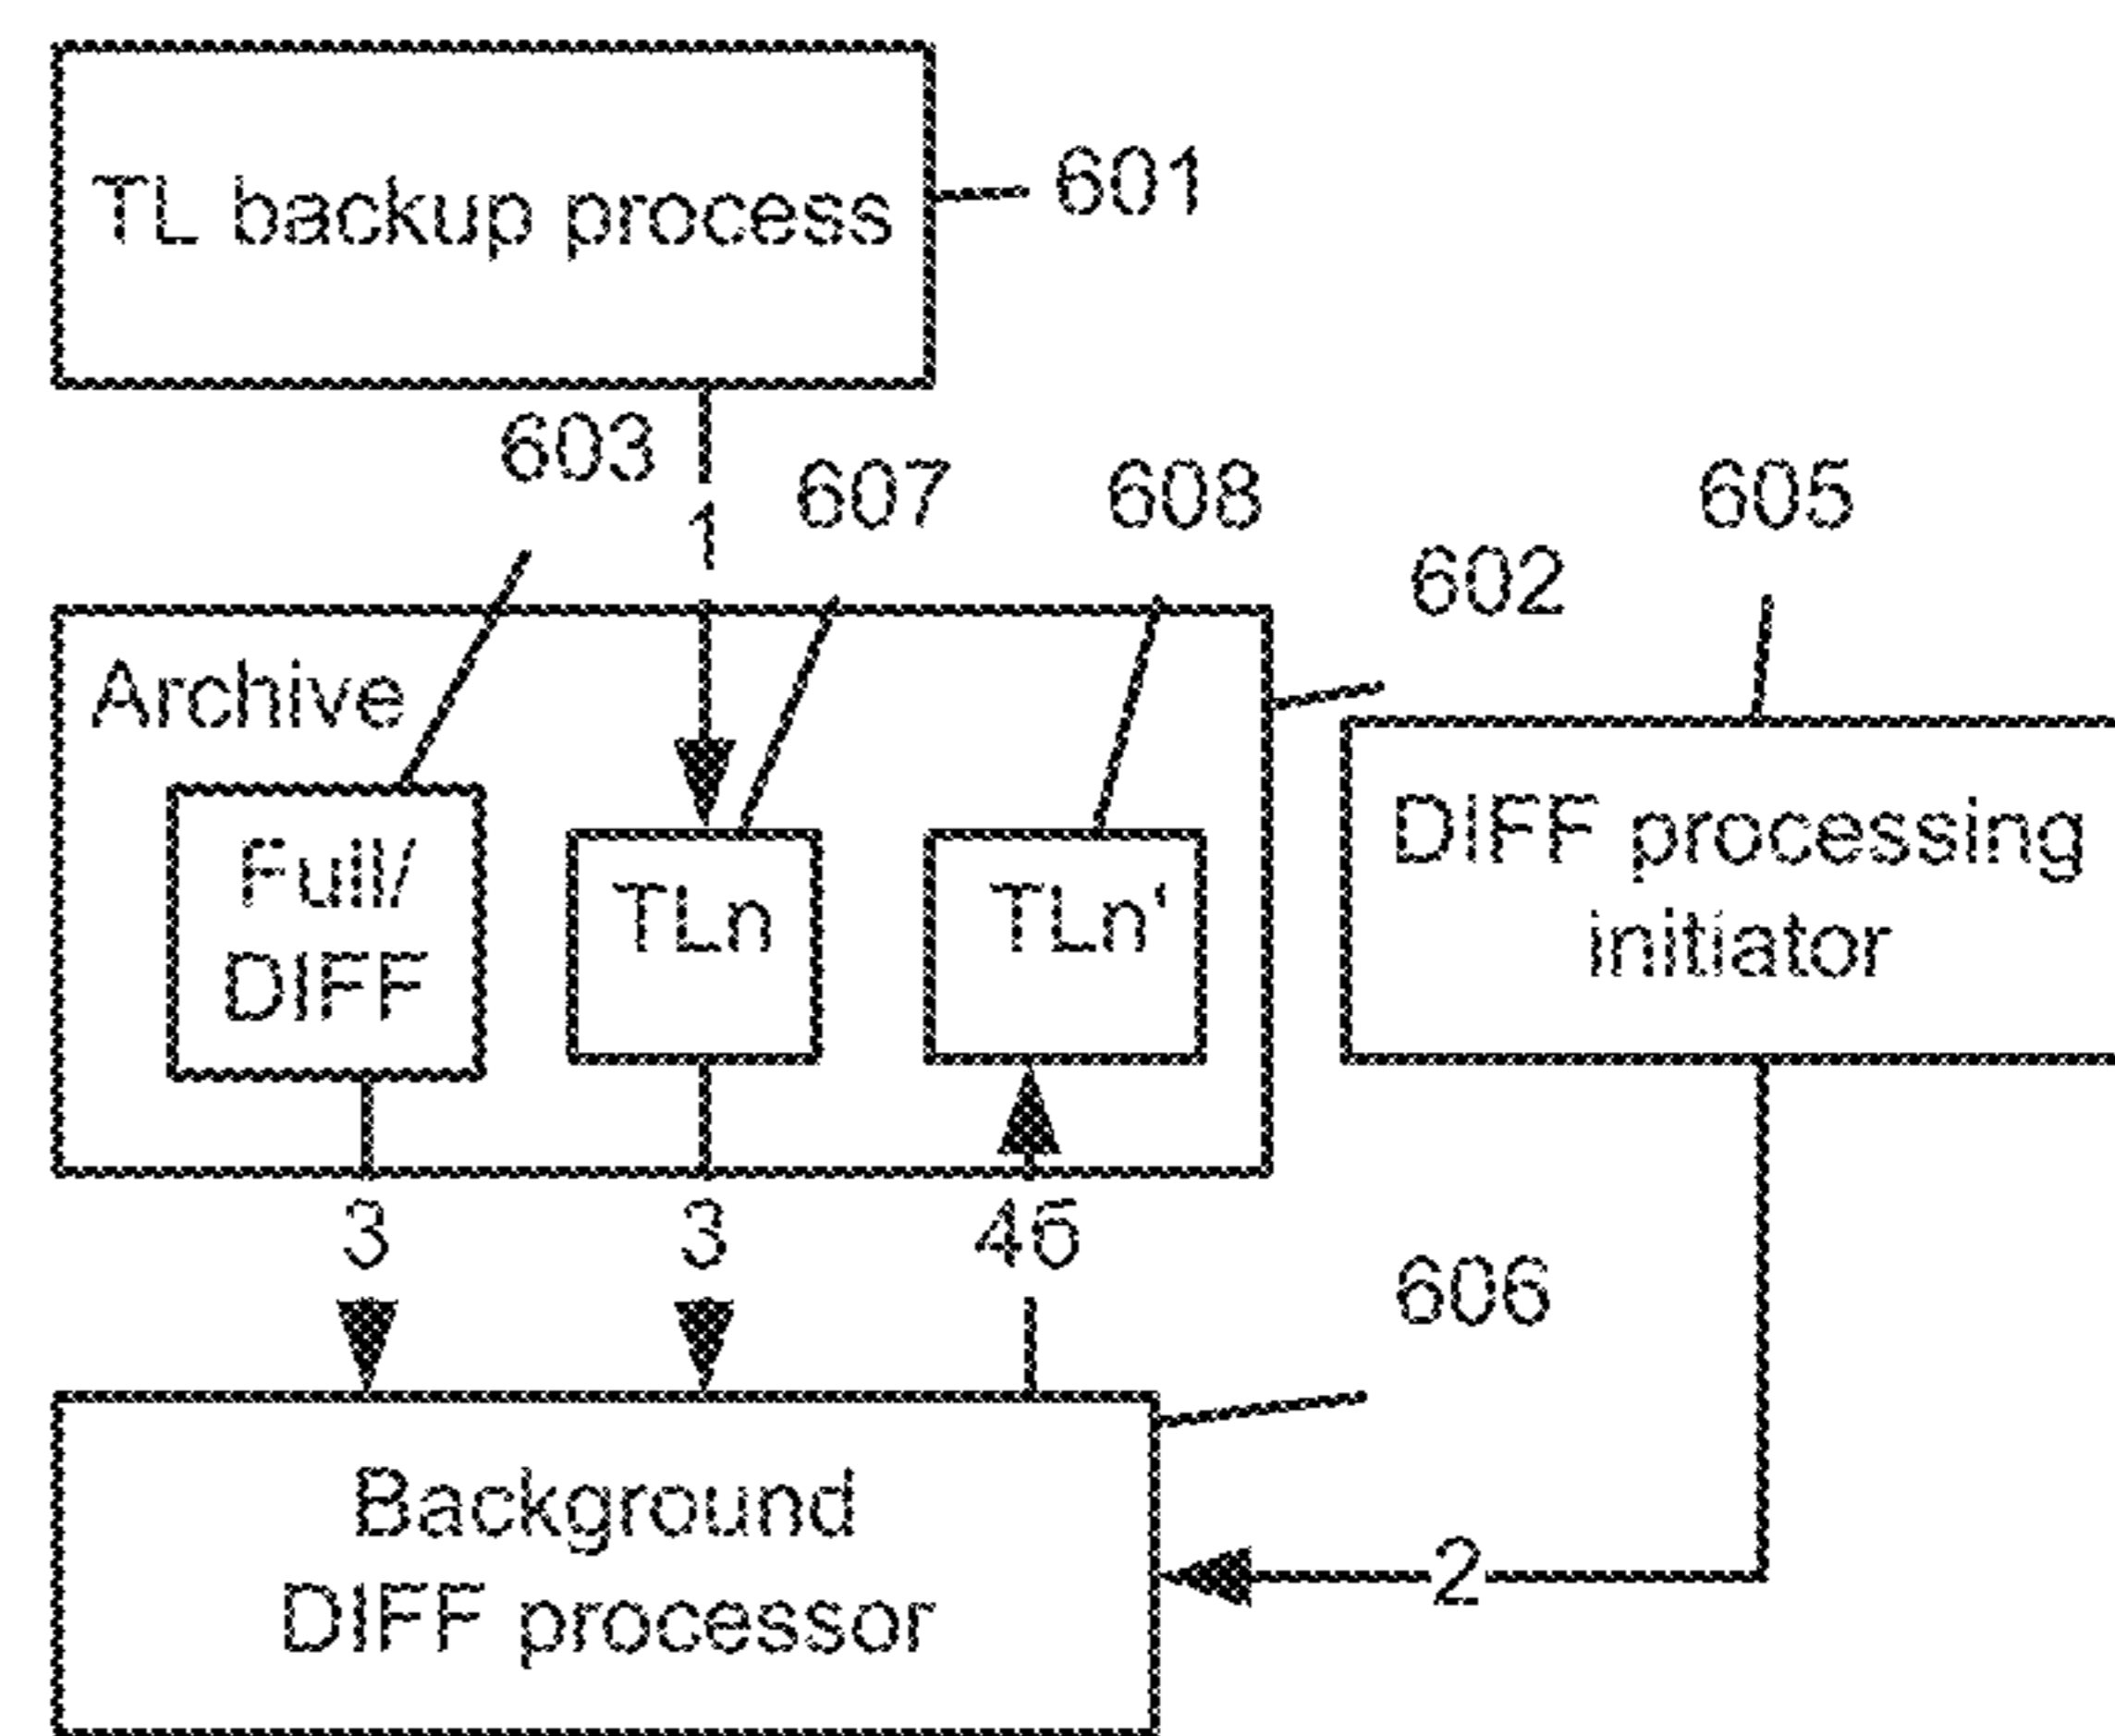 TL backup process
601
603
1
607
608
605
602
Archive
Full/
DIFF
TLn
TLn'
DIFF processing
initiator
3
3
606
Background
DIFF processor
2